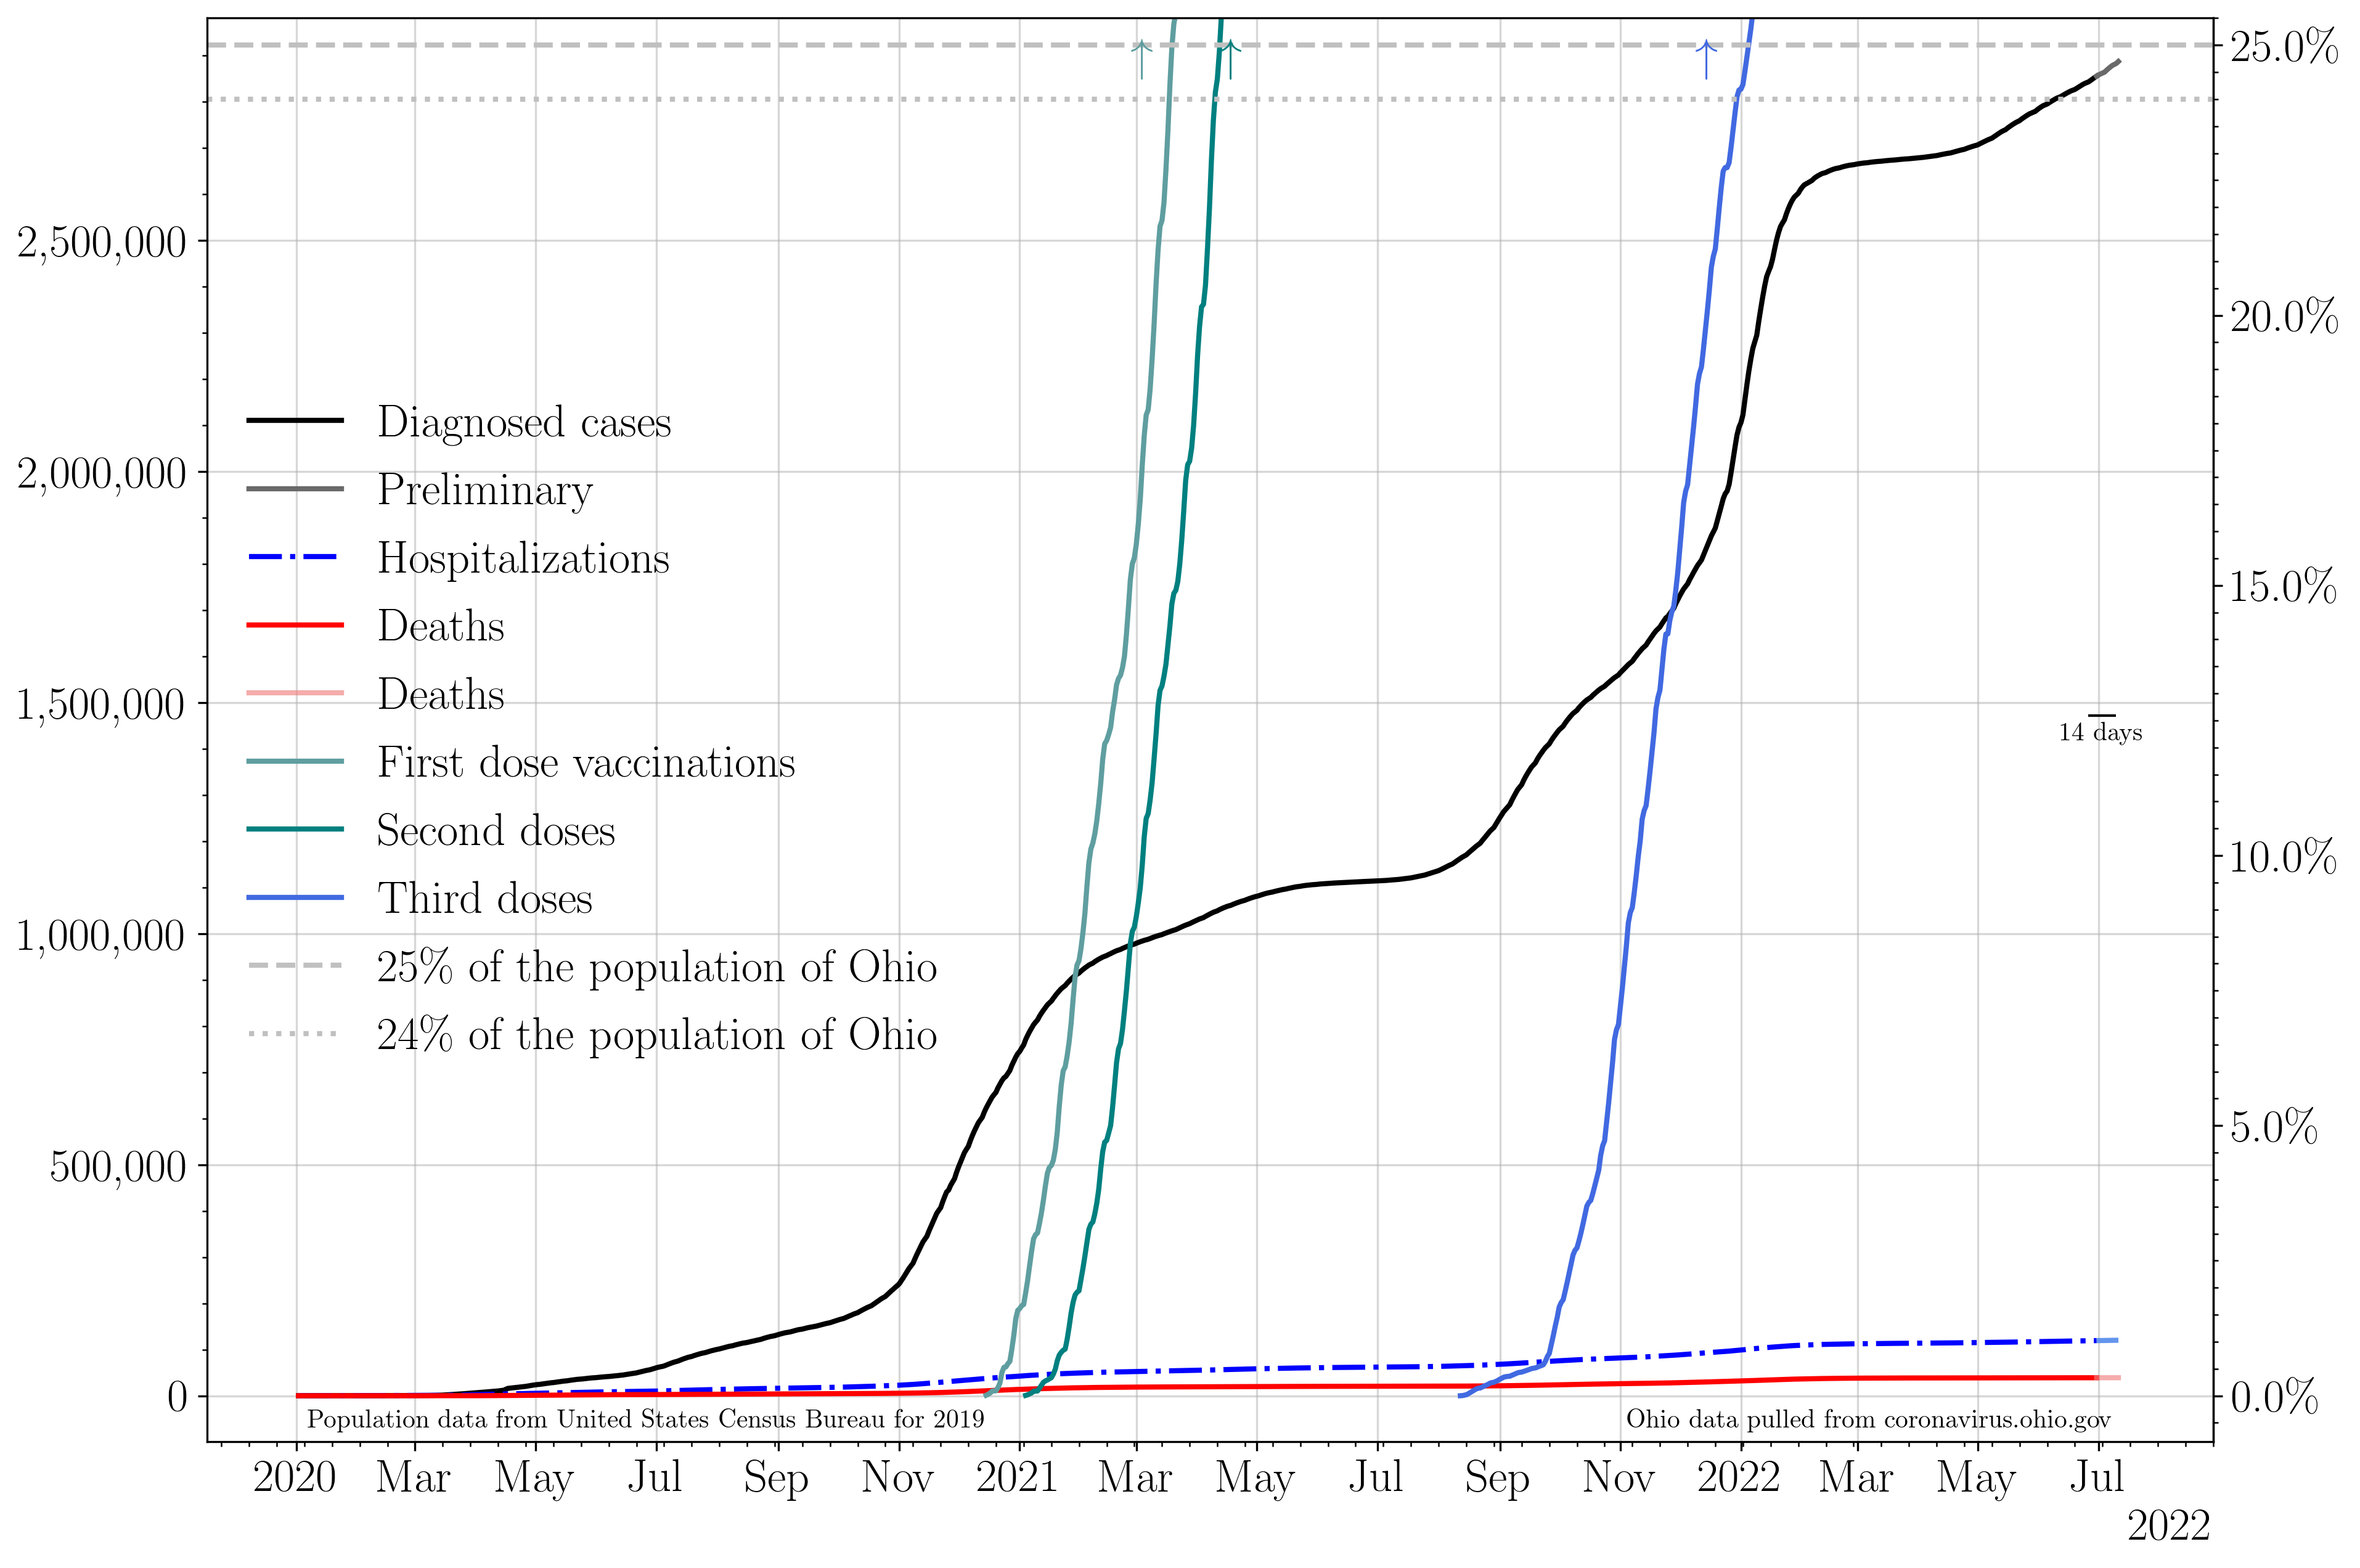 25.0%
2,500,000
20.0%
Diagnosed cases
2,000,000
Preliminary
Hospitalizations
15.0%
Deaths
Deaths
1,500,000
14 days
First dose vaccinations
Second doses
10.0%
Third doses
1,000,000
25% of the population of Ohio
24% of the population of Ohio
5.0%
500,000
0
0.0%
Population data from United States Census Bureau for 2019
Ohio data pulled from coronavirus.ohio.gov
2020 Mar May Jul Sep Nov 2021 Mar May Jul Sep Nov 2022 Mar May Jul
2022